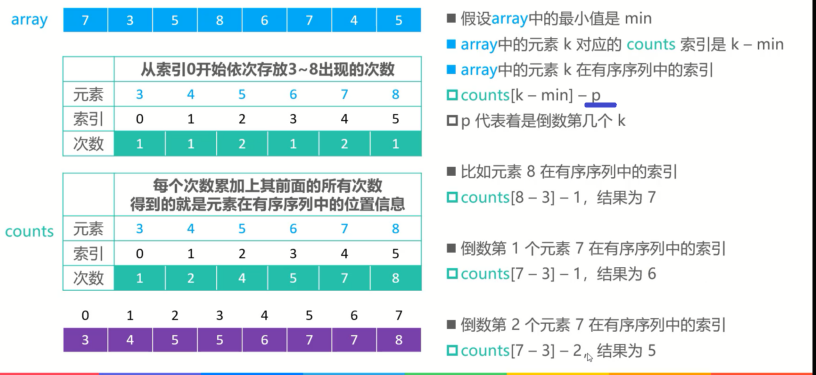 array 7 3 5 8 6 7 4 5
从索引0开始依次存放3~8出现的次数
元素 3 4 5 6 7 8
索引 0 1 2 3 4 5
次数 1 1 2 1 2 1
每个次数累加上其前面的所有次数
得到的就是元素在有序序列中的位置信息
counts
元素 3 4 5 6 7 8
索引 0 1 2 3 4 5
次数 1 2 4 5 7 8
0 1 2 3 4 5 6 7
3 4 5 5 6 7 7 8
假设array中的最小值是 min
array中的元素 k 对应的 counts 索引是 k – min
array中的元素 k 在有序序列中的索引
counts[k – min] – p
p 代表着是倒数第几个 k
比如元素 8 在有序序列中的索引
counts[8 – 3] – 1，结果为 7
倒数第 1 个元素 7 在有序序列中的索引
counts[7 – 3] – 1，结果为 6
倒数第 2 个元素 7 在有序序列中的索引
counts[7 – 3] – 2，结果为 5